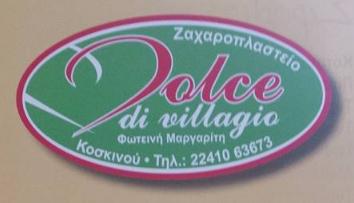 Ζαχαροπλαστείο
Dolce
di villagio
Φωτεινή Μαργαρίτη
Κοσκινού • Τηλ.: 22410 63673